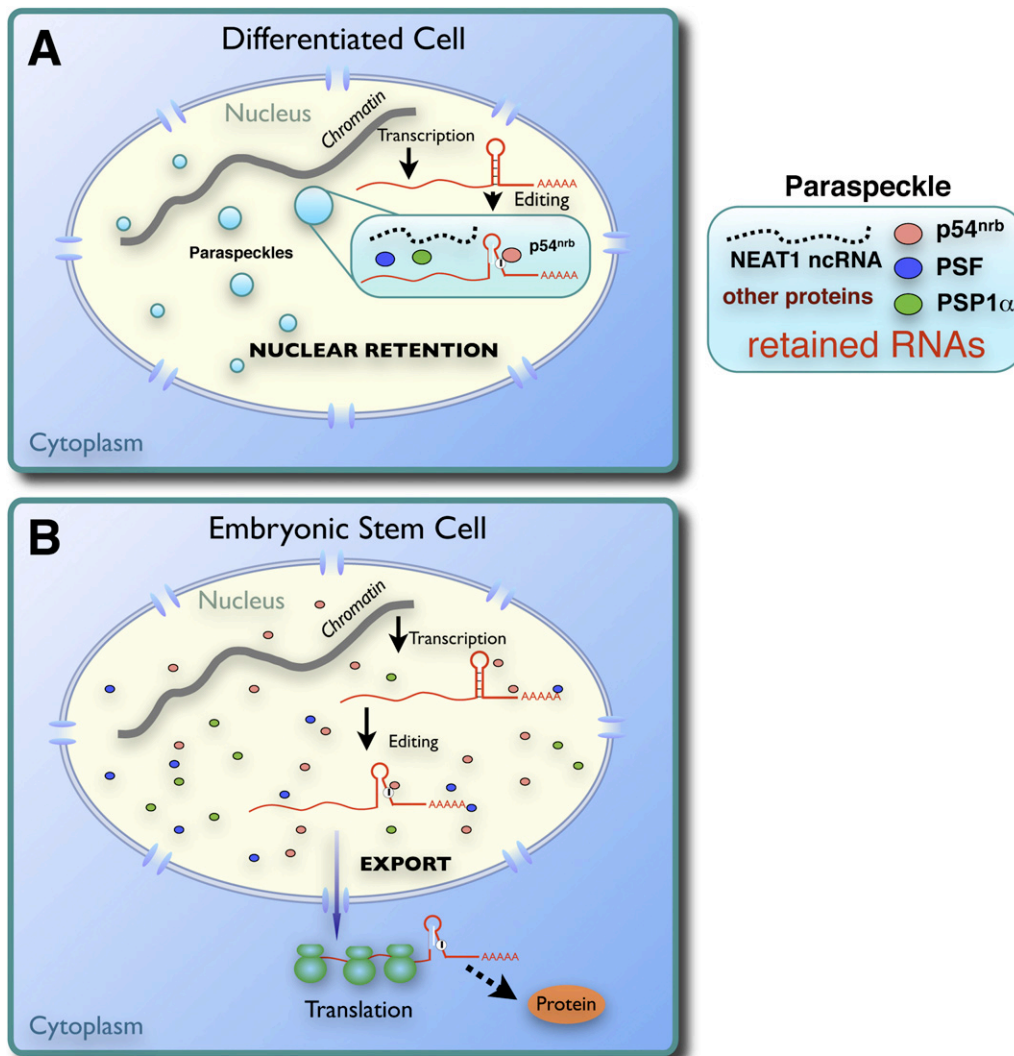 A
Differentiated Cell
Nucleus
Chromatin
Transcription
AAAAA
Editing
Paraspeckles
p54nrb
I
AAAAA
NUCLEAR RETENTION
Cytoplasm
Paraspeckle
NEAT1 ncRNA
other proteins
p54nrb
PSF
PSP1α
retained RNAs
B
Embryonic Stem Cell
Nucleus
Chromatin
Transcription
AAAAA
Editing
I
AAAAA
EXPORT
I
AAAAA
Translation
Protein
Cytoplasm